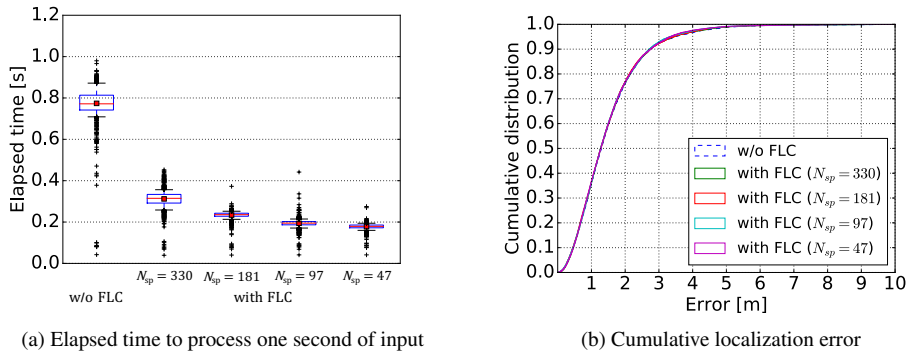 Elapsed time [s]
1.2
1.0
0.8
0.6
0.4
0.2
0.0
N_sp = 330 N_sp = 181 N_sp = 97 N_sp = 47
w/o FLC with FLC
(a) Elapsed time to process one second of input
Cumulative distribution
1.0
0.9
0.8
0.7
0.6
0.5
0.4
0.3
0.2
0.1
0.0
w/o FLC
with FLC (N_sp = 330)
with FLC (N_sp = 181)
with FLC (N_sp = 97)
with FLC (N_sp = 47)
1 2 3 4 5 6 7 8 9 10
Error [m]
(b) Cumulative localization error